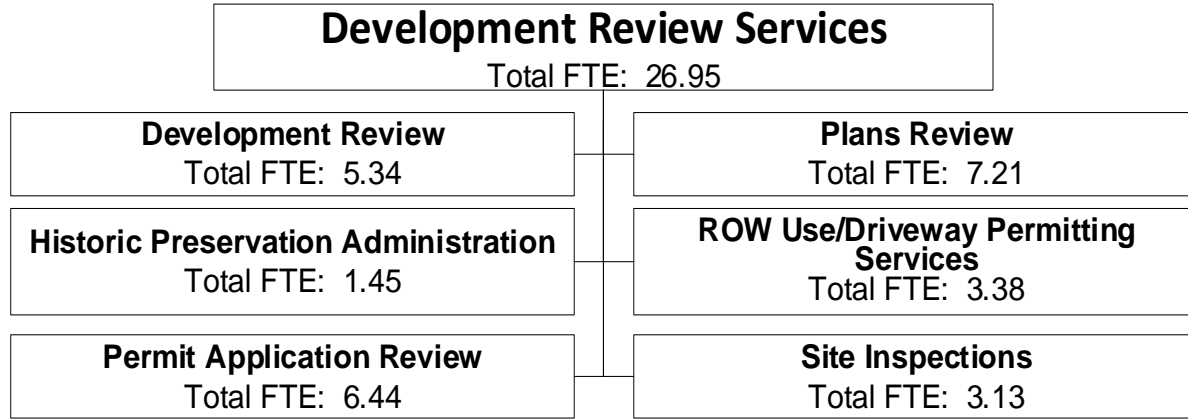 Development Review Services
Total FTE: 26.95
Development Review
Total FTE: 5.34
Plans Review
Total FTE: 7.21
Historic Preservation Administration
Total FTE: 1.45
ROW Use/Driveway Permitting
Services
Total FTE: 3.38
Permit Application Review
Total FTE: 6.44
Site Inspections
Total FTE: 3.13